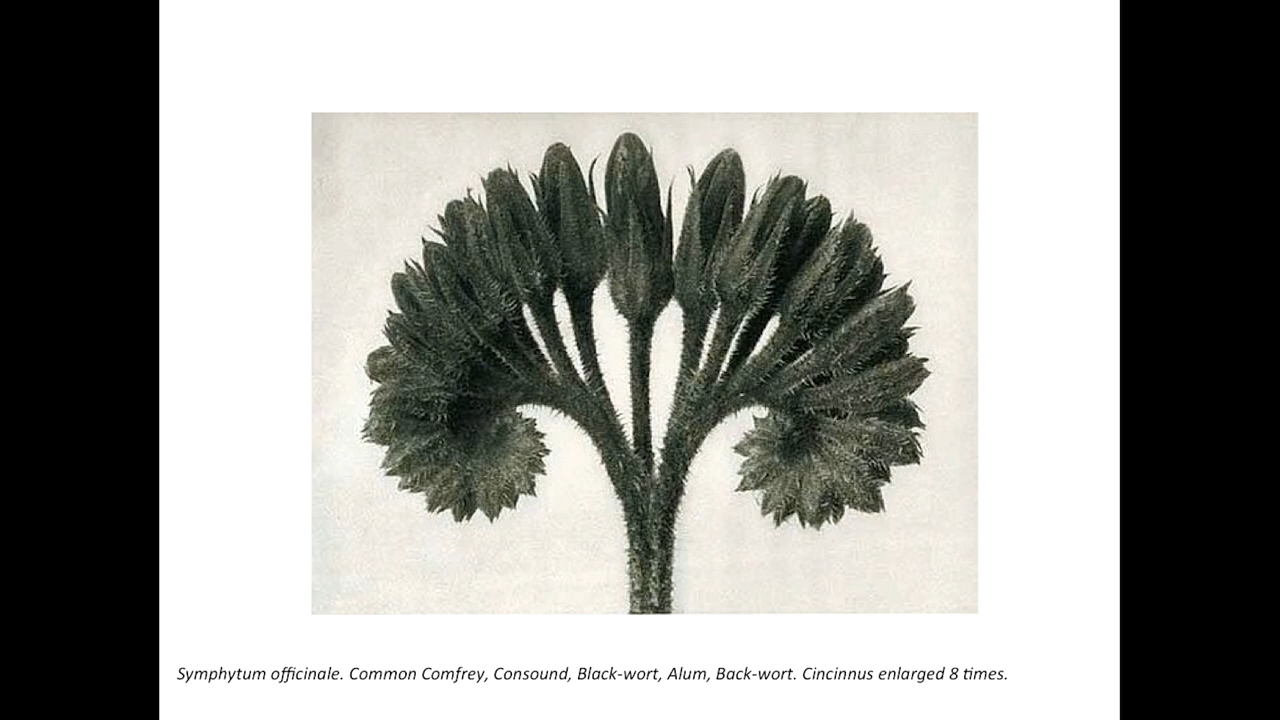 Symphytum officinale. Common Comfrey, Consound, Black-wort, Alum, Back-wort. Cincinnus enlarged 8 times.